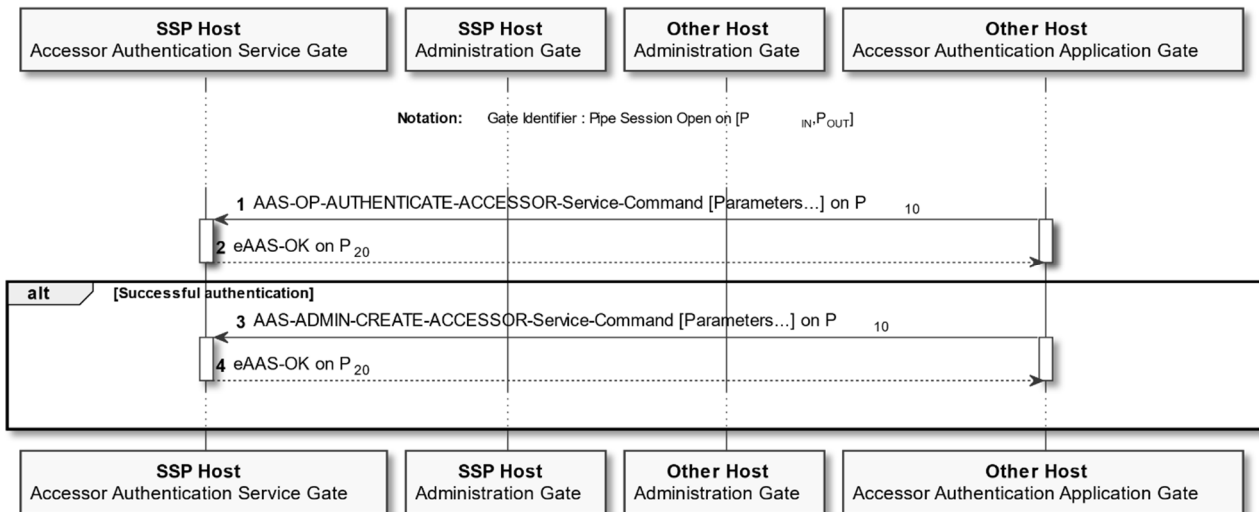 SSP Host
Accessor Authentication Service Gate
SSP Host
Administration Gate
Other Host
Administration Gate
Other Host
Accessor Authentication Application Gate
Notation: Gate Identifier : Pipe Session Open on [P IN,POUT]
1 AAS-OP-AUTHENTICATE-ACCESSOR-Service-Command [Parameters...] on P 10
2 eAAS-OK on P20
alt [Successful authentication]
3 AAS-ADMIN-CREATE-ACCESSOR-Service-Command [Parameters...] on P 10
4 eAAS-OK on P20
SSP Host
Accessor Authentication Service Gate
SSP Host
Administration Gate
Other Host
Administration Gate
Other Host
Accessor Authentication Application Gate